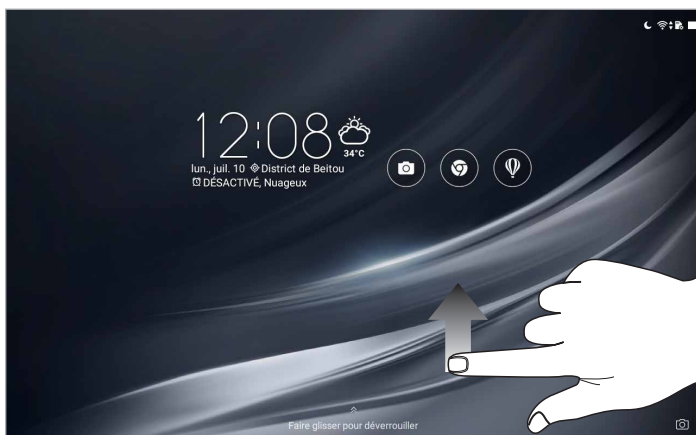 12:08
34°C
lun., juil. 10 District de Beitou
DÉSACTIVÉ, Nuageux
Faire glisser pour déverrouiller